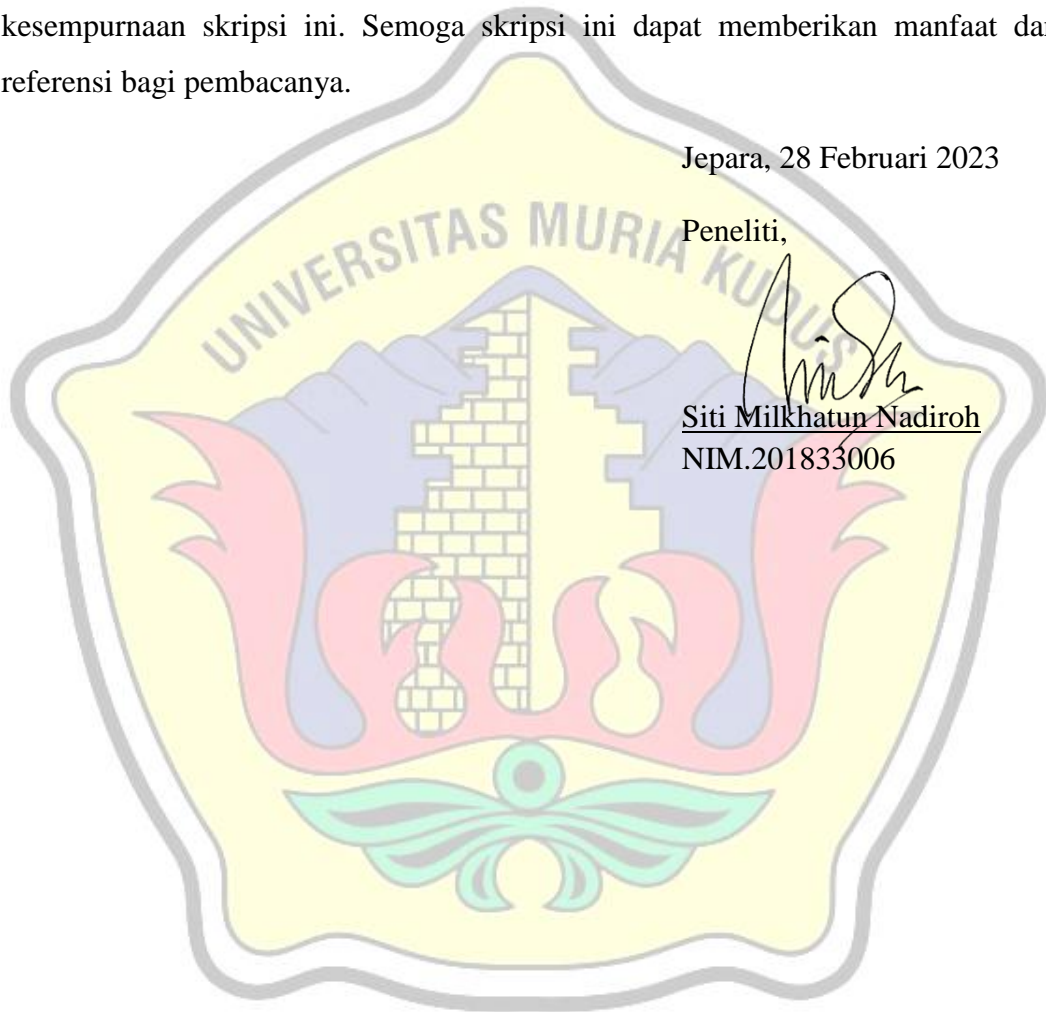 kesempurnaan skripsi ini. Semoga skripsi ini dapat memberikan manfaat dan
referensi bagi pembacanya.
Jepara, 28 Februari 2023
Peneliti,
UNIVERSITAS MURIA KUDUS
Siti Milkhatun Nadiroh
NIM.201833006